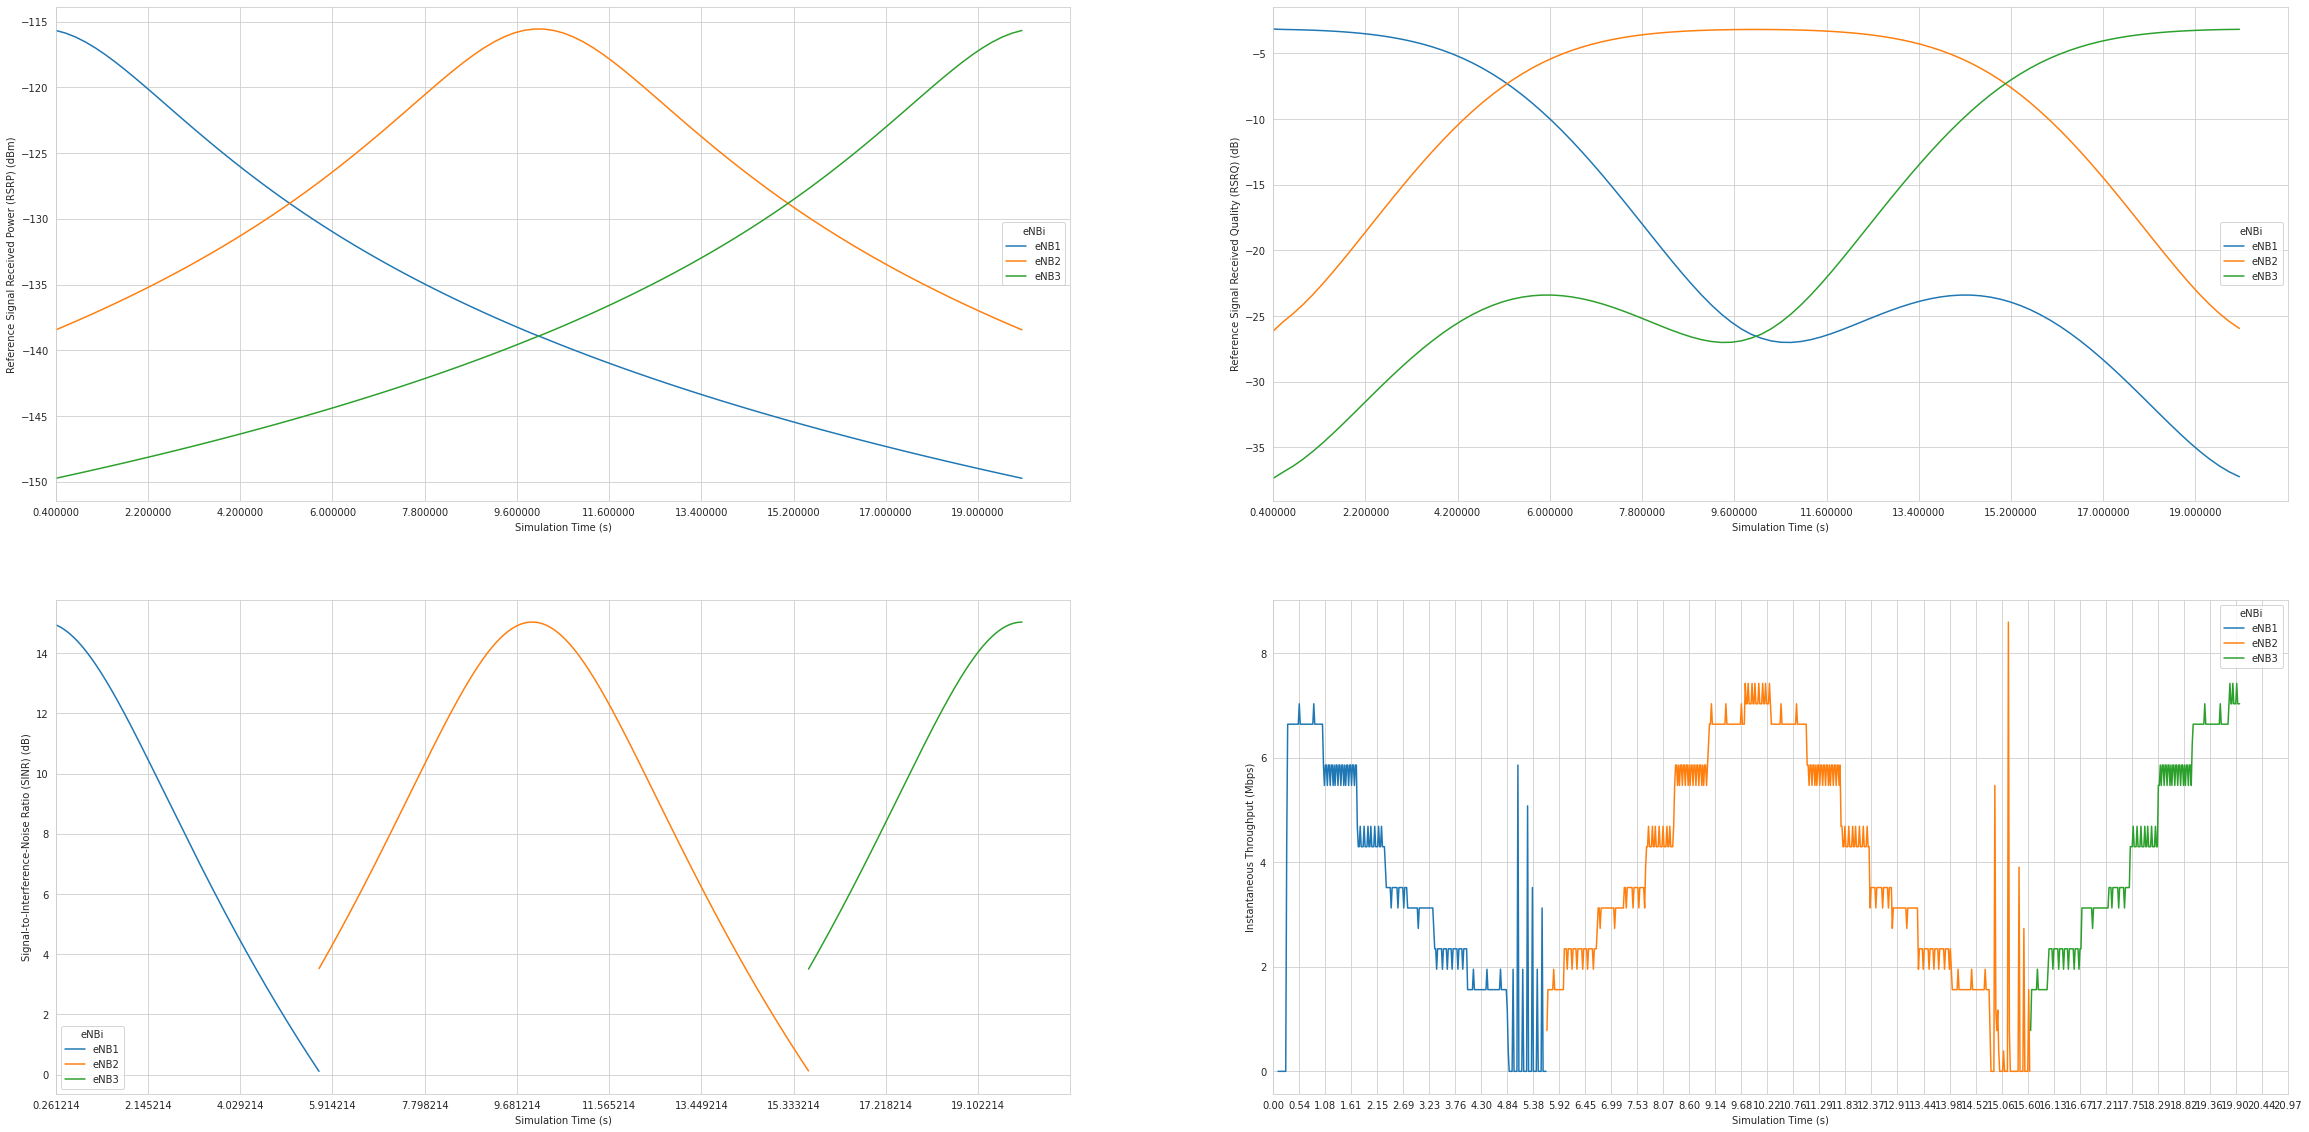 −115
−120
−125
−130
−135
−140
−145
−150
Reference Signal Received Power (RSRP) (dBm)
0.400000 2.200000 4.200000 6.000000 7.800000 9.600000 11.600000 13.400000 15.200000 17.000000 19.000000
Simulation Time (s)
eNBi
eNB1
eNB2
eNB3
−5
−10
−15
−20
−25
−30
−35
Reference Signal Received Quality (RSRQ)) (dB)
0.400000 2.200000 4.200000 6.000000 7.800000 9.600000 11.600000 13.400000 15.200000 17.000000 19.000000
Simulation Time (s)
eNBi
eNB1
eNB2
eNB3
14
12
10
8
6
4
2
0
Signal-to-Interference-Noise Ratio (SINR) (dB)
0.261214 2.145214 4.029214 5.914214 7.798214 9.681214 11.565214 13.449214 15.333214 17.218214 19.102214
Simulation Time (s)
eNBi
eNB1
eNB2
eNB3
8
6
4
2
0
Instantaneous Throughput (Mbps)
0.00 0.54 1.08 1.61 2.15 2.69 3.23 3.76 4.30 4.84 5.38 5.92 6.45 6.99 7.53 8.07 8.60 9.14 9.68 10.22 10.76 11.29 11.83 12.37 12.91 13.44 13.98 14.52 15.06 15.60 16.13 16.67 17.21 17.75 18.29 18.82 19.36 19.90 20.44 20.97
Simulation Time (s)
eNBi
eNB1
eNB2
eNB3